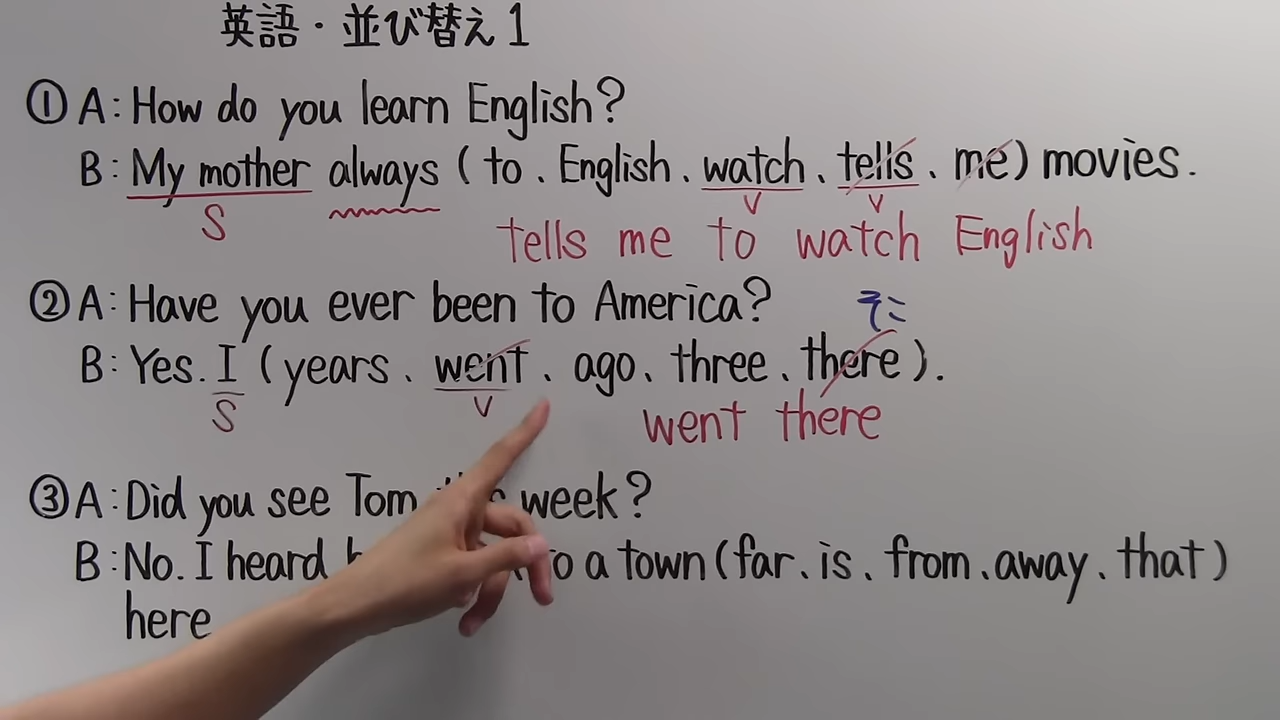 英語・並び替え1
① A: How do you learn English?
B: My mother always (to . English . watch . tells . me) movies.
S V V
tells me to watch English
② A: Have you ever been to America?
そこ
B: Yes. I (years . went . ago . three . there).
S V
went there
③ A: Did you see Tom week?
B: No. I heard a town (far . is . from . away . that)
here